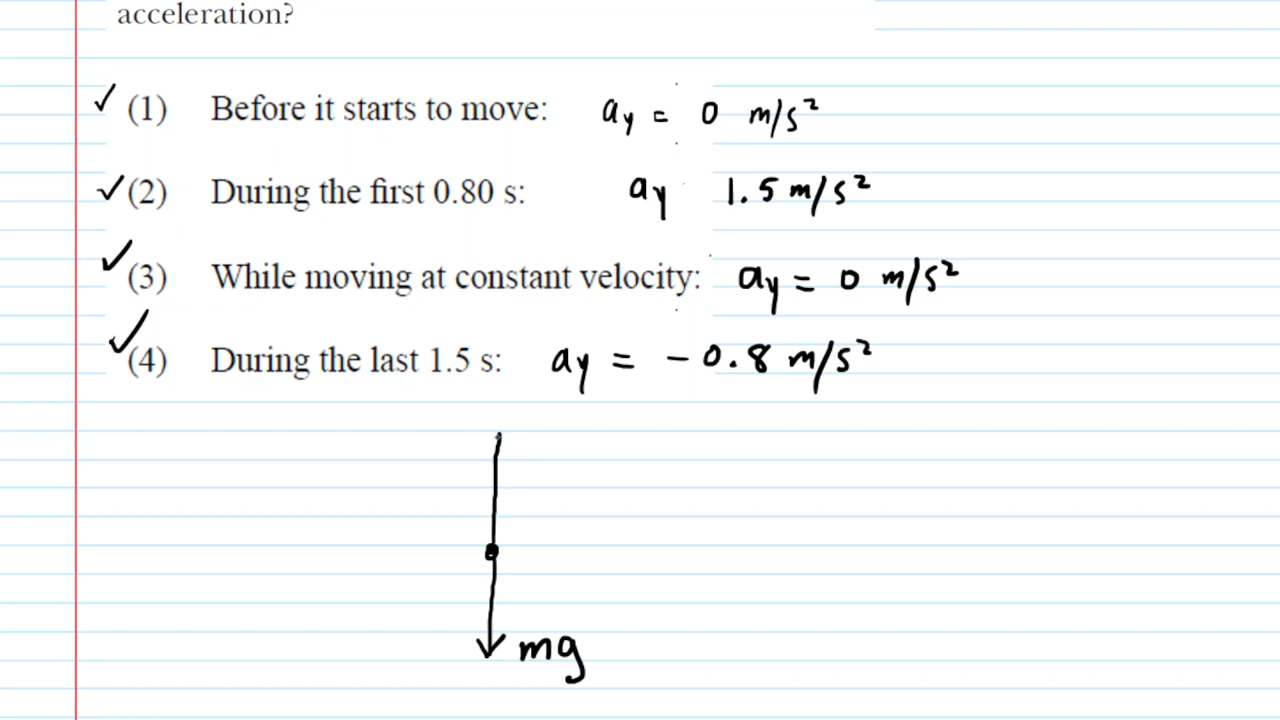 acceleration?
(1) Before it starts to move: ay = 0 m/s²
(2) During the first 0.80 s: ay 1.5 m/s²
(3) While moving at constant velocity: ay = 0 m/s²
(4) During the last 1.5 s: ay = - 0.8 m/s²
mg